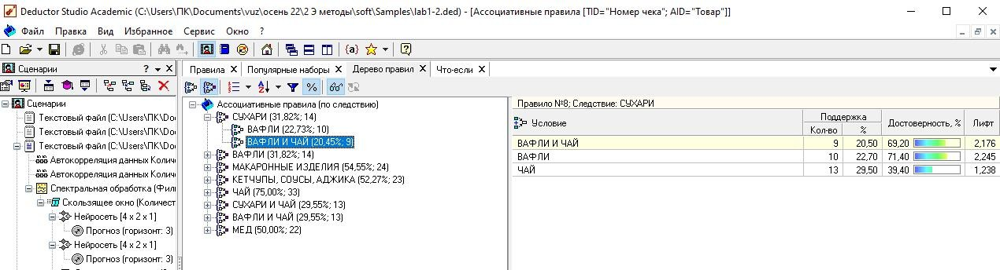 Deductor Studio Academic (C:\Users\ПК\Documents\vuz\осень 22\2 Э методы\soft\Samples\lab1-2.ded) - [Ассоциативные правила [TID="Номер чека"; AID="Товар"]]
Файл Правка Вид Избранное Сервис Окно ?
Сценарии ?
Правила Популярные наборы Дерево правил Что-если
Сценарии
Текстовый файл (C:\Users\ПК\Doc
Текстовый файл (C:\Users\ПК\Doc
Текстовый файл (C:\Users\ПК\Doc
Автокорреляция данных Количе
Автокорреляция данных Количе
Спектральная обработка (Фили
Скользящее окно (Количест
Нейросеть [4 x 2 x 1]
Прогноз (горизонт: 3)
Нейросеть [4 x 2 x 1]
Прогноз (горизонт: 3)
Ассоциативные правила (по следствию)
СУХАРИ (31,82%; 14)
ВАФЛИ (22,73%; 10)
ВАФЛИ И ЧАЙ (20,45%; 9)
ВАФЛИ (31,82%; 14)
МАКАРОННЫЕ ИЗДЕЛИЯ (54,55%; 24)
КЕТЧУПЫ, СОУСЫ, АДЖИКА (52,27%; 23)
ЧАЙ (75,00%; 33)
СУХАРИ И ЧАЙ (29,55%; 13)
ВАФЛИ И ЧАЙ (29,55%; 13)
МЕД (50,00%; 22)
Правило №8; Следствие: СУХАРИ
Условие Поддержка Достоверность, % Лифт
Кол-во %
ВАФЛИ И ЧАЙ 9 20,50 69,20 2,176
ВАФЛИ 10 22,70 71,40 2,245
ЧАЙ 13 29,50 39,40 1,238